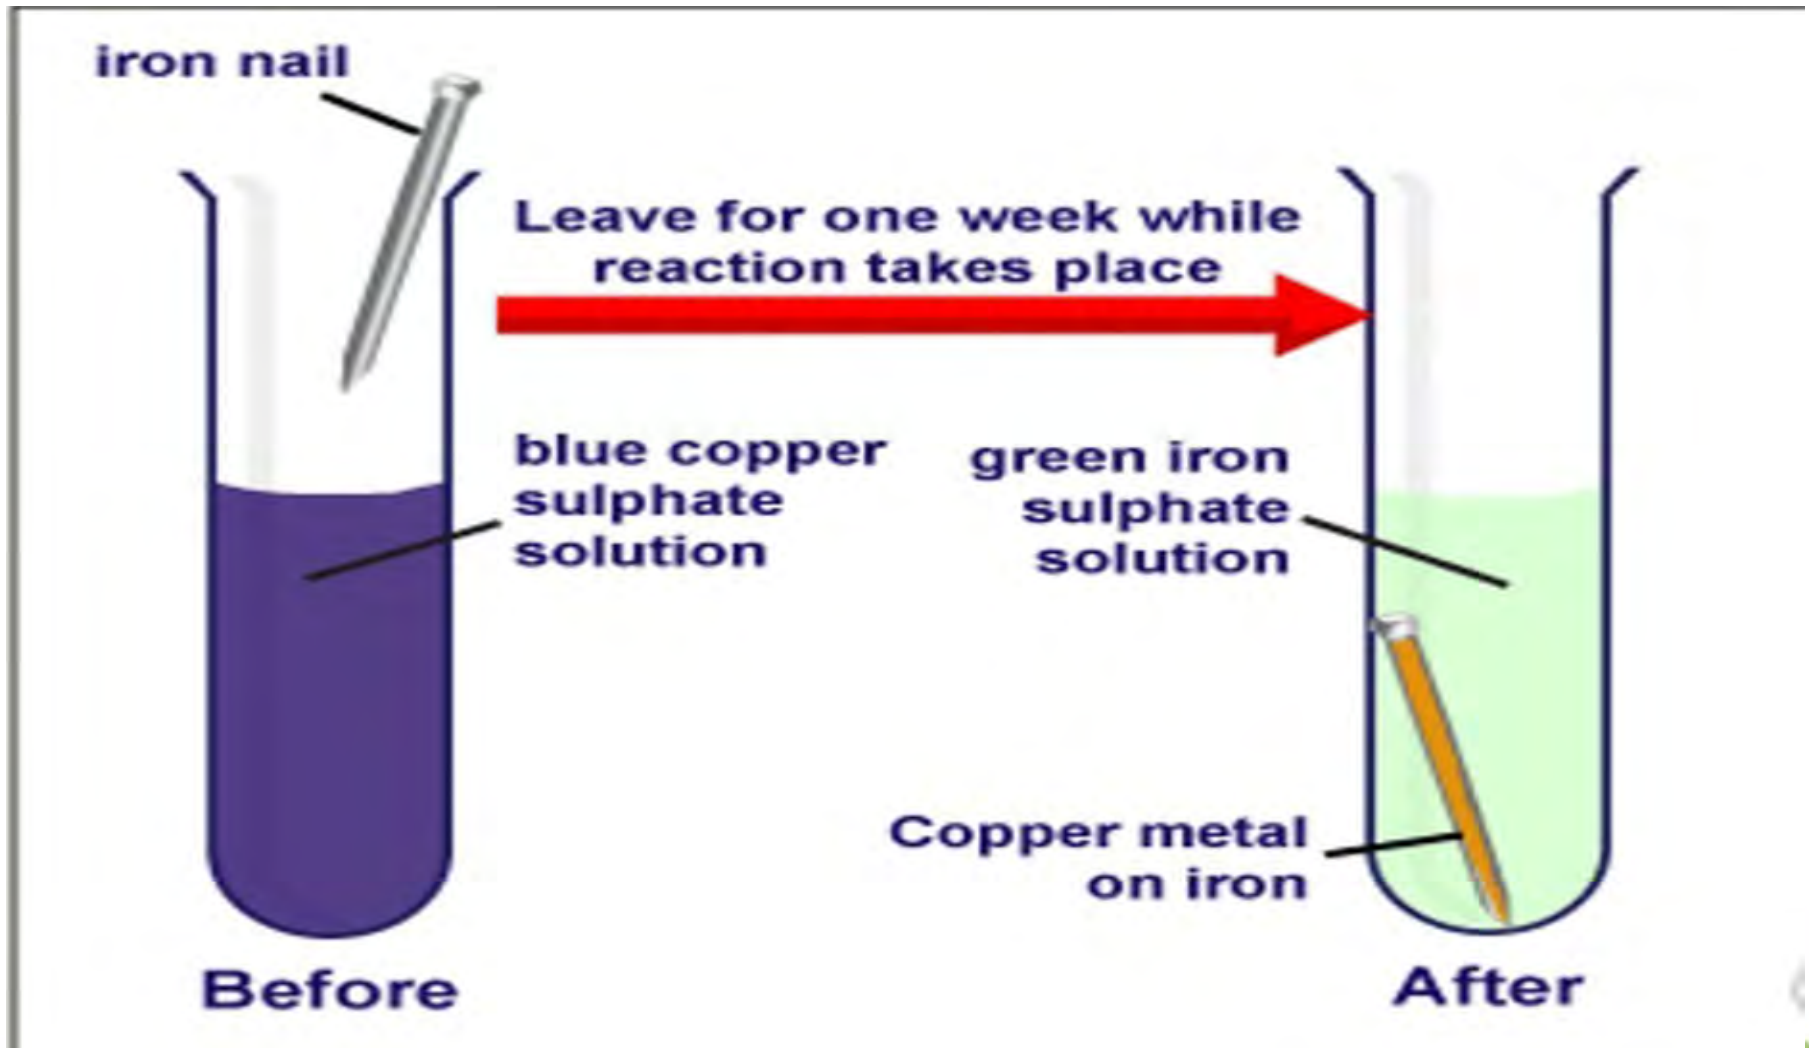 iron nail
Leave for one week while
reaction takes place
blue copper
sulphate
solution
green iron
sulphate
solution
Copper metal
on iron
Before
After